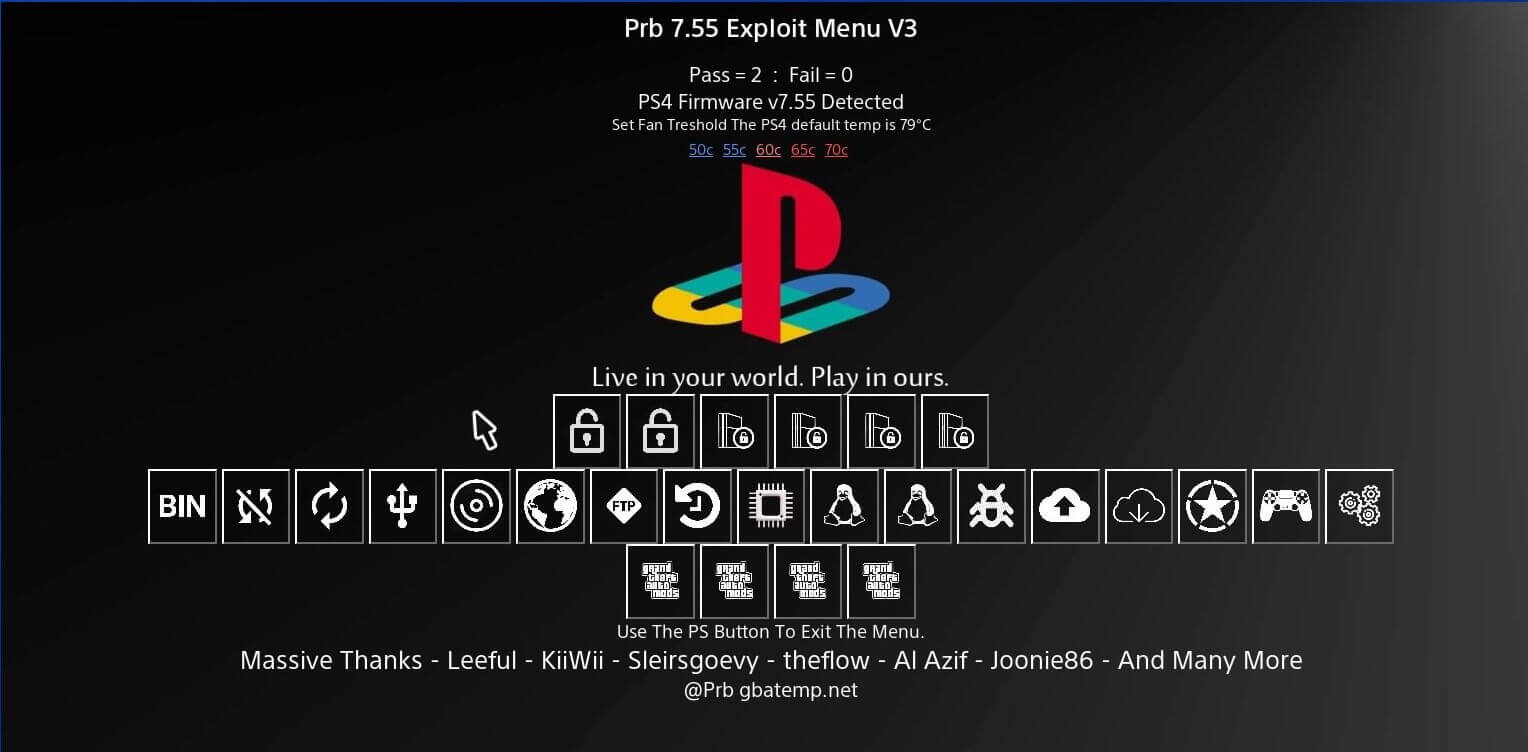 Prb 7.55 Exploit Menu V3
Pass = 2 : Fail = 0
PS4 Firmware v7.55 Detected
Set Fan Treshold The PS4 default temp is 79°C
50c 55c 60c 65c 70c
Live in your world. Play in ours.
BIN
FTP
grand theft auto mods grand theft auto mods grand theft auto mods grand theft auto mods
Use The PS Button To Exit The Menu.
Massive Thanks - Leeful - KiiWii - Sleirsgoevy - theflow - Al Azif - Joonie86 - And Many More
@Prb gbatemp.net